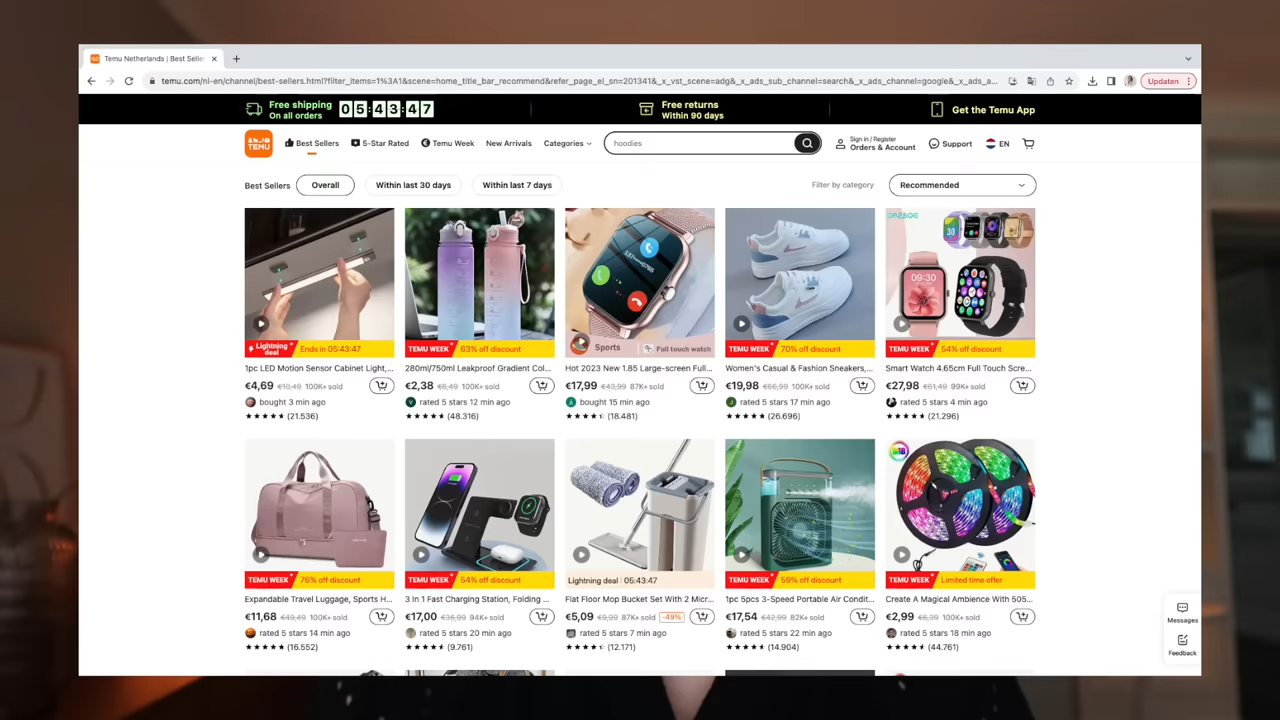 Temu Netherlands | Best Seller
temu.com/nl-en/channel/best-sellers.html?filter_items=1%3A1&scene=home_title_bar_recommend&refer_page_el_sn=201341&_x_vst_scene=adg&_x_ads_sub_channel=search&_x_ads_channel=google&_x_ads_a...
Updaten
Free shipping
On all orders
05:43:47
Free returns
Within 90 days
Get the Temu App
TEMU
Best Sellers
5-Star Rated
Temu Week
New Arrivals
Categories
hoodies
Sign in / Register
Orders & Account
Support
EN
Best Sellers
Overall
Within last 30 days
Within last 7 days
Filter by category
Recommended
Lightning deal
Ends in 05:43:47
TEMU WEEK 63% off discount
Sports
Full touch watch
TEMU WEEK 70% off discount
09:30
TEMU WEEK 54% off discount
1pc LED Motion Sensor Cabinet Light,...
280ml/750ml Leakproof Gradient Col...
Hot 2023 New 1.85 Large-screen Full...
Women's Casual & Fashion Sneakers,...
Smart Watch 4.65cm Full Touch Scre...
€4,69 €10,49 100K+ sold
€2,38 €6,49 100K+ sold
€17,99 €43,99 87K+ sold
€19,98 €66,99 100K+ sold
€27,98 €61,49 99K+ sold
bought 3 min ago
rated 5 stars 12 min ago
bought 15 min ago
rated 5 stars 17 min ago
rated 5 stars 4 min ago
(21.536)
(48.316)
(18.481)
(26.696)
(21.296)
TEMU WEEK 76% off discount
TEMU WEEK 54% off discount
Lightning deal | 05:43:47
TEMU WEEK 59% off discount
TEMU WEEK Limited time offer
Expandable Travel Luggage, Sports H...
3 In 1 Fast Charging Station, Folding ...
Flat Floor Mop Bucket Set With 2 Micr...
1pc 5pcs 3-Speed Portable Air Condit...
Create A Magical Ambience With 505...
€11,68 €49,49 100K+ sold
€17,00 €36,99 94K+ sold
€5,09 €9,99 87K+ sold -49%
€17,54 €42,99 82K+ sold
€2,99 €6,39 100K+ sold
rated 5 stars 14 min ago
rated 5 stars 20 min ago
rated 5 stars 7 min ago
rated 5 stars 22 min ago
rated 5 stars 18 min ago
(16.552)
(9.761)
(12.171)
(14.904)
(44.761)
Messages
Feedback